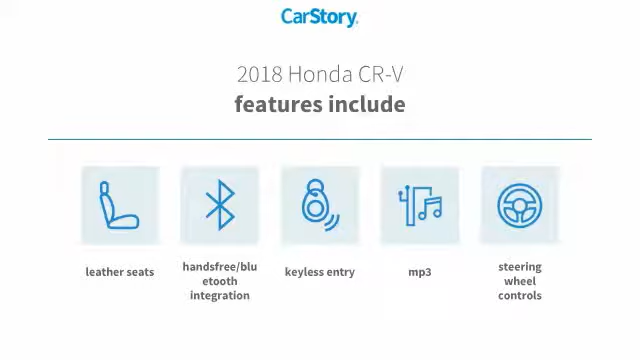 CarStory
2018 Honda CR-V
features include
leather seats
handsfree/blu
etooth
integration
keyless entry
mp3
steering
wheel
controls